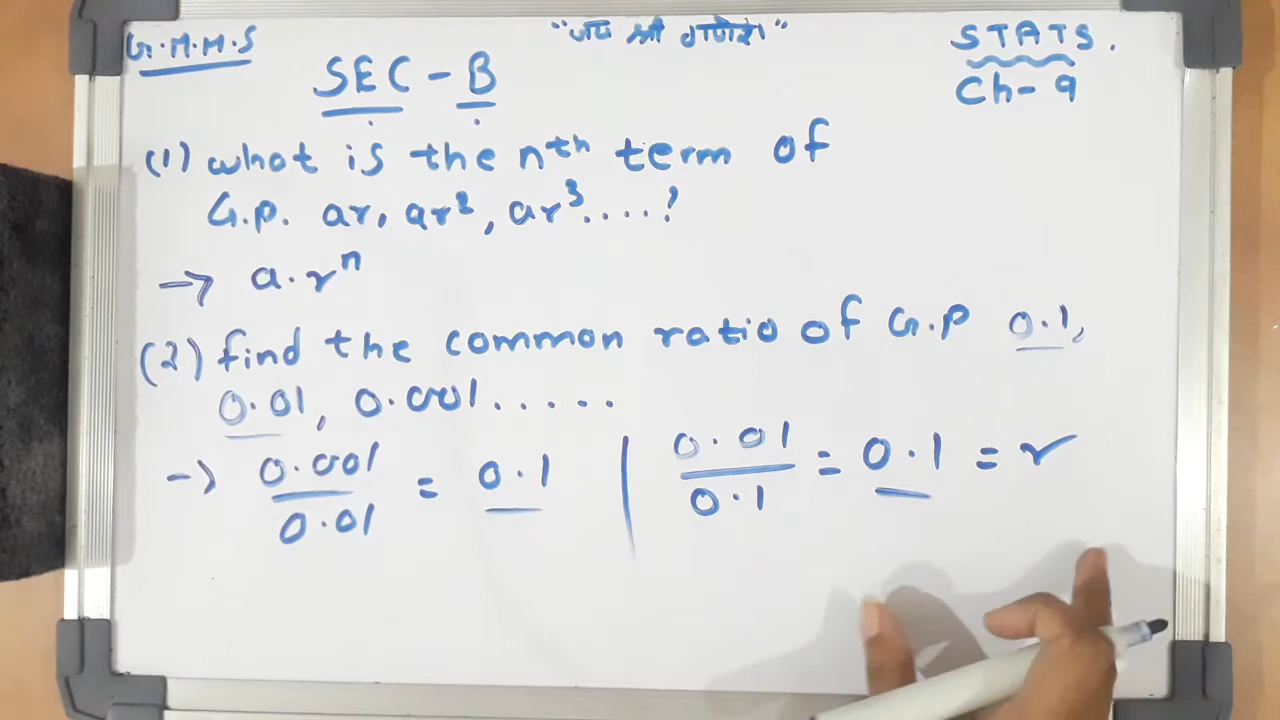 G.M.M.S
"जय श्री गणेश"
STATS.
Ch-9
SEC-B
(1) what is the nth term of
G.P. ar, ar², ar³.....?
→ a.rⁿ
(2) find the common ratio of G.P 0.1,
0.01, 0.001.....
→ 0.001/0.01 = 0.1 | 0.01/0.1 = 0.1 = r